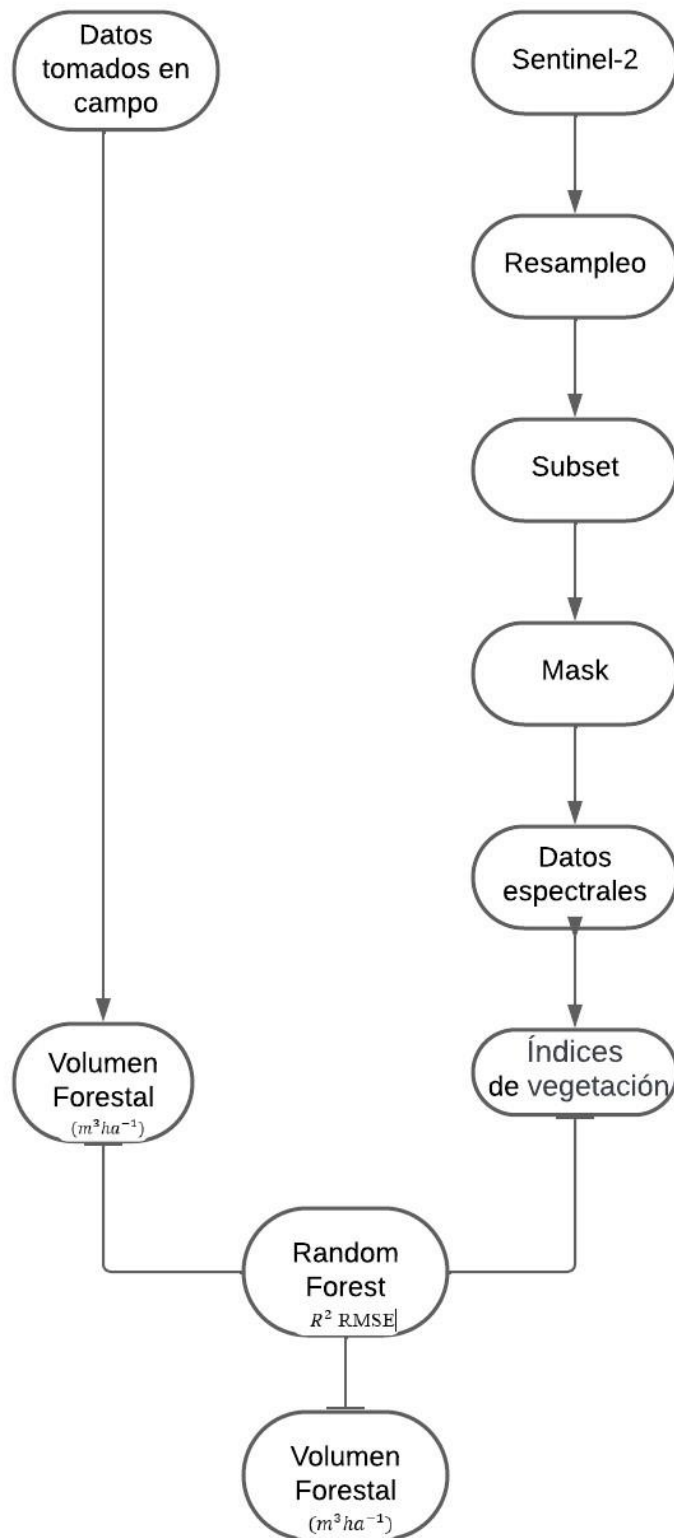 Datos
tomados en
campo
Sentinel-2
Resampleo
Subset
Mask
Datos
espectrales
Volumen
Forestal
(m³ha⁻¹)
Índices
de vegetación
Random
Forest
R² RMSE
Volumen
Forestal
(m³ha⁻¹)